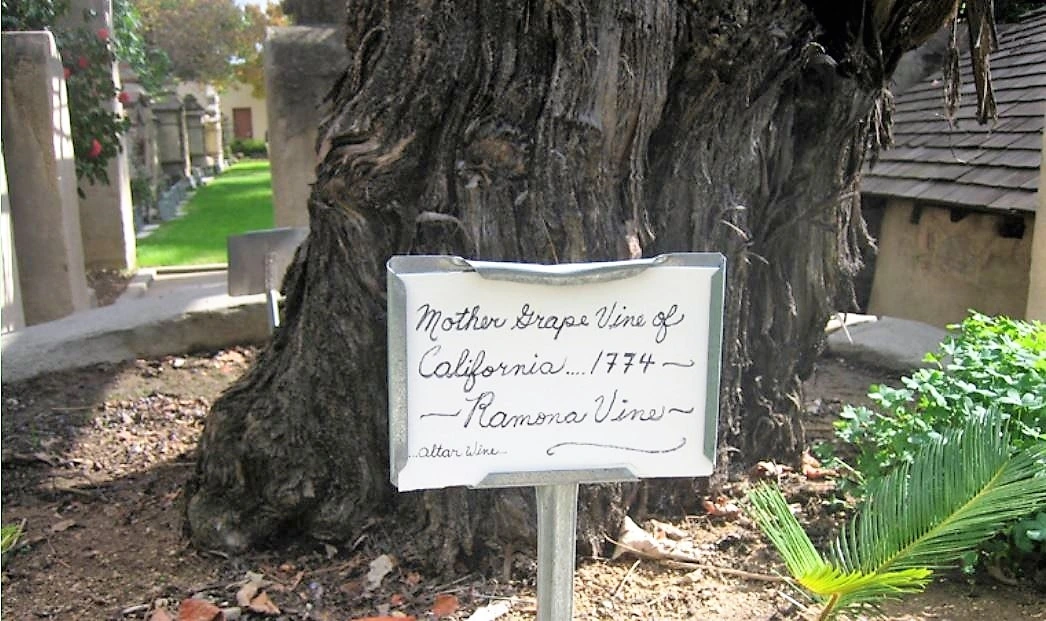 Mother Grape Vine of
California....1774~
~Ramona Vine~
...altar Wine...